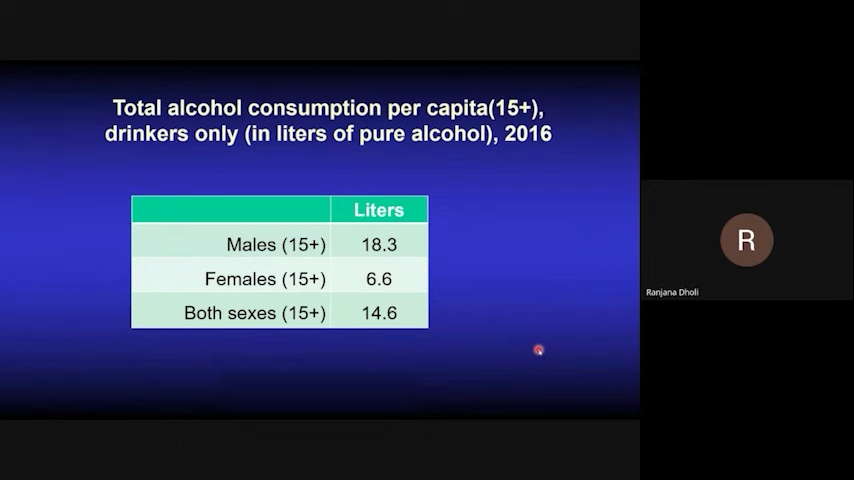 Total alcohol consumption per capita(15+),
drinkers only (in liters of pure alcohol), 2016
Liters
Males (15+) 18.3
Females (15+) 6.6
Both sexes (15+) 14.6
R
Ranjana Dholi